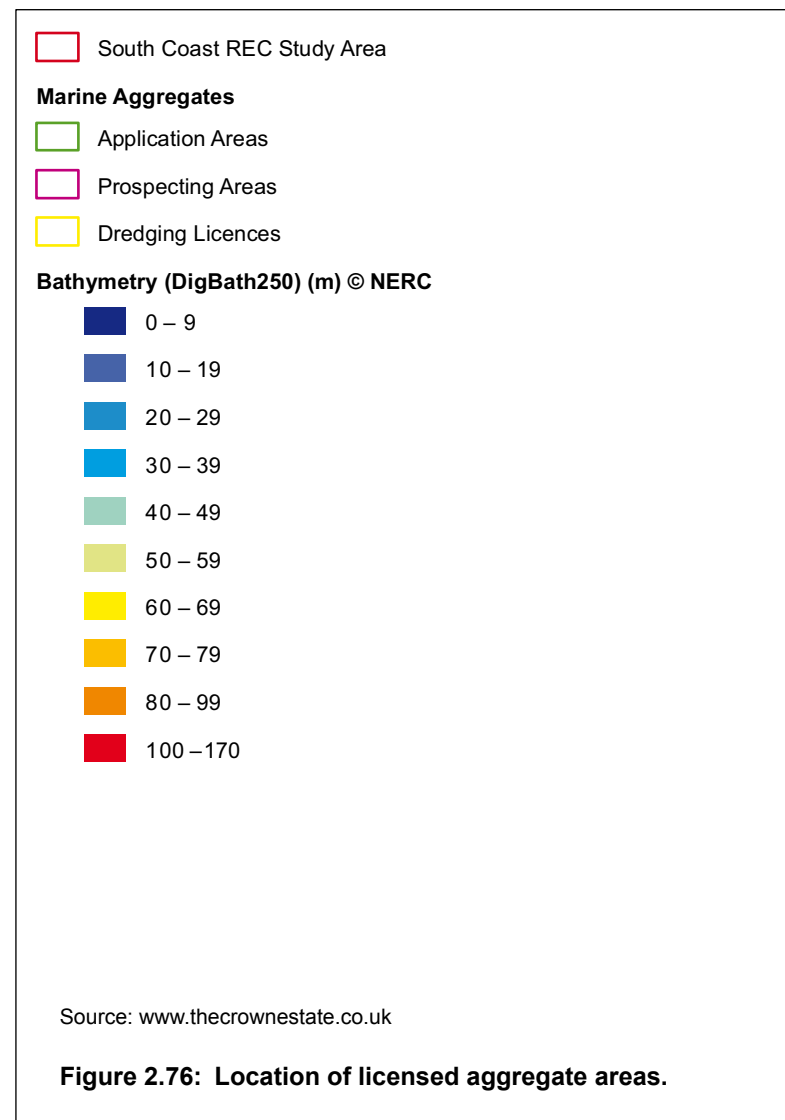 South Coast REC Study Area
Marine Aggregates
Application Areas
Prospecting Areas
Dredging Licences
Bathymetry (DigBath250) (m) © NERC
0 – 9
10 – 19
20 – 29
30 – 39
40 – 49
50 – 59
60 – 69
70 – 79
80 – 99
100 –170
Source: www.thecrownestate.co.uk
Figure 2.76: Location of licensed aggregate areas.